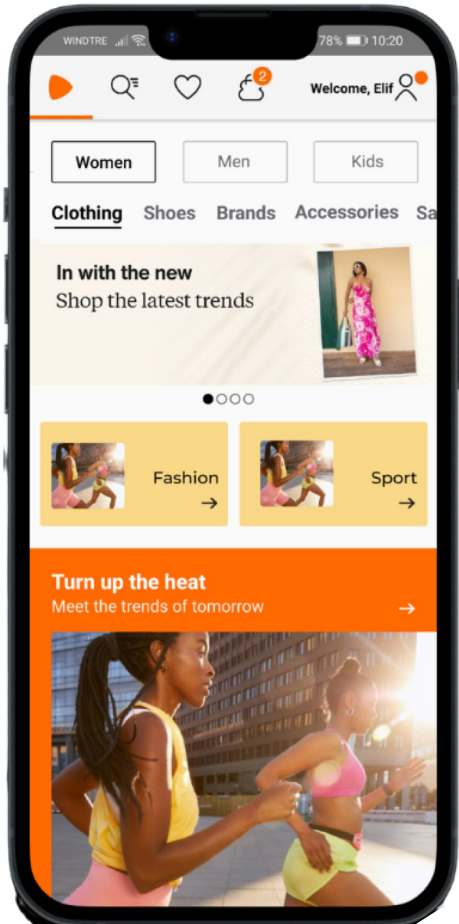 WINDTRE 78% 10:20
2
Welcome, Elif
Women Men Kids
Clothing Shoes Brands Accessories Sa
In with the new
Shop the latest trends
Fashion → Sport →
Turn up the heat
Meet the trends of tomorrow →